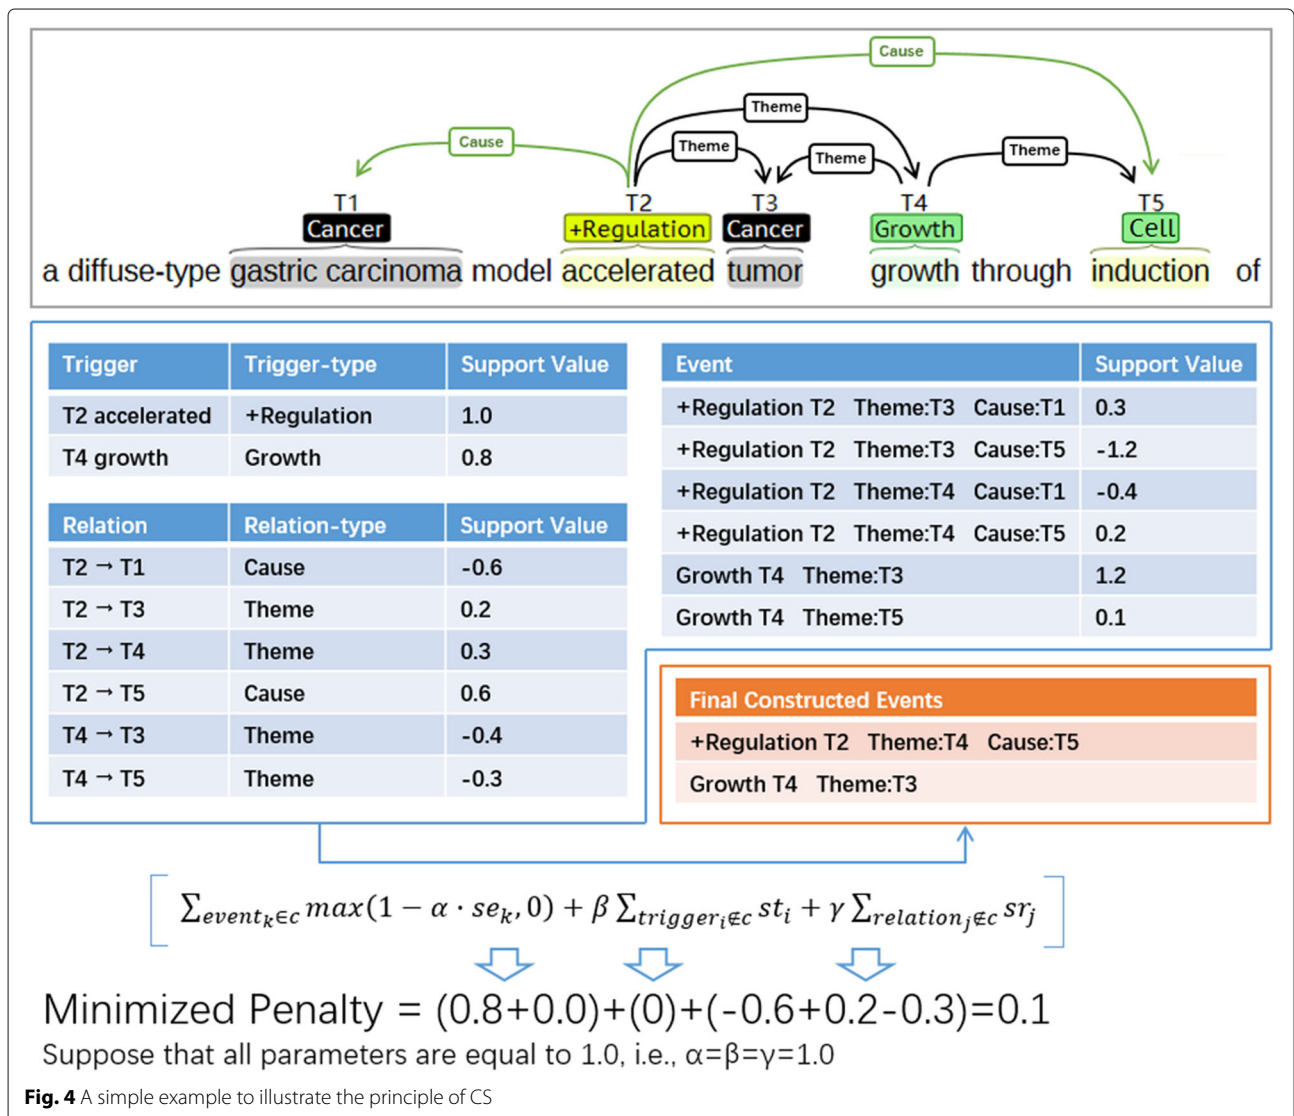 Cause
Theme
Cause Theme Theme Theme
T1 T2 T3 T4 T5
Cancer +Regulation Cancer Growth Cell
a diffuse-type gastric carcinoma model accelerated tumor growth through induction of
Trigger Trigger-type Support Value
T2 accelerated +Regulation 1.0
T4 growth Growth 0.8
Relation Relation-type Support Value
T2 → T1 Cause -0.6
T2 → T3 Theme 0.2
T2 → T4 Theme 0.3
T2 → T5 Cause 0.6
T4 → T3 Theme -0.4
T4 → T5 Theme -0.3
Event Support Value
+Regulation T2 Theme:T3 Cause:T1 0.3
+Regulation T2 Theme:T3 Cause:T5 -1.2
+Regulation T2 Theme:T4 Cause:T1 -0.4
+Regulation T2 Theme:T4 Cause:T5 0.2
Growth T4 Theme:T3 1.2
Growth T4 Theme:T5 0.1
Final Constructed Events
+Regulation T2 Theme:T4 Cause:T5
Growth T4 Theme:T3
[∑event_k∈c max(1 − α · se_k, 0) + β ∑trigger_i∉c st_i + γ ∑relation_j∉c sr_j]
Minimized Penalty = (0.8+0.0)+(0)+(-0.6+0.2-0.3)=0.1
Suppose that all parameters are equal to 1.0, i.e., α=β=γ=1.0
Fig. 4 A simple example to illustrate the principle of CS